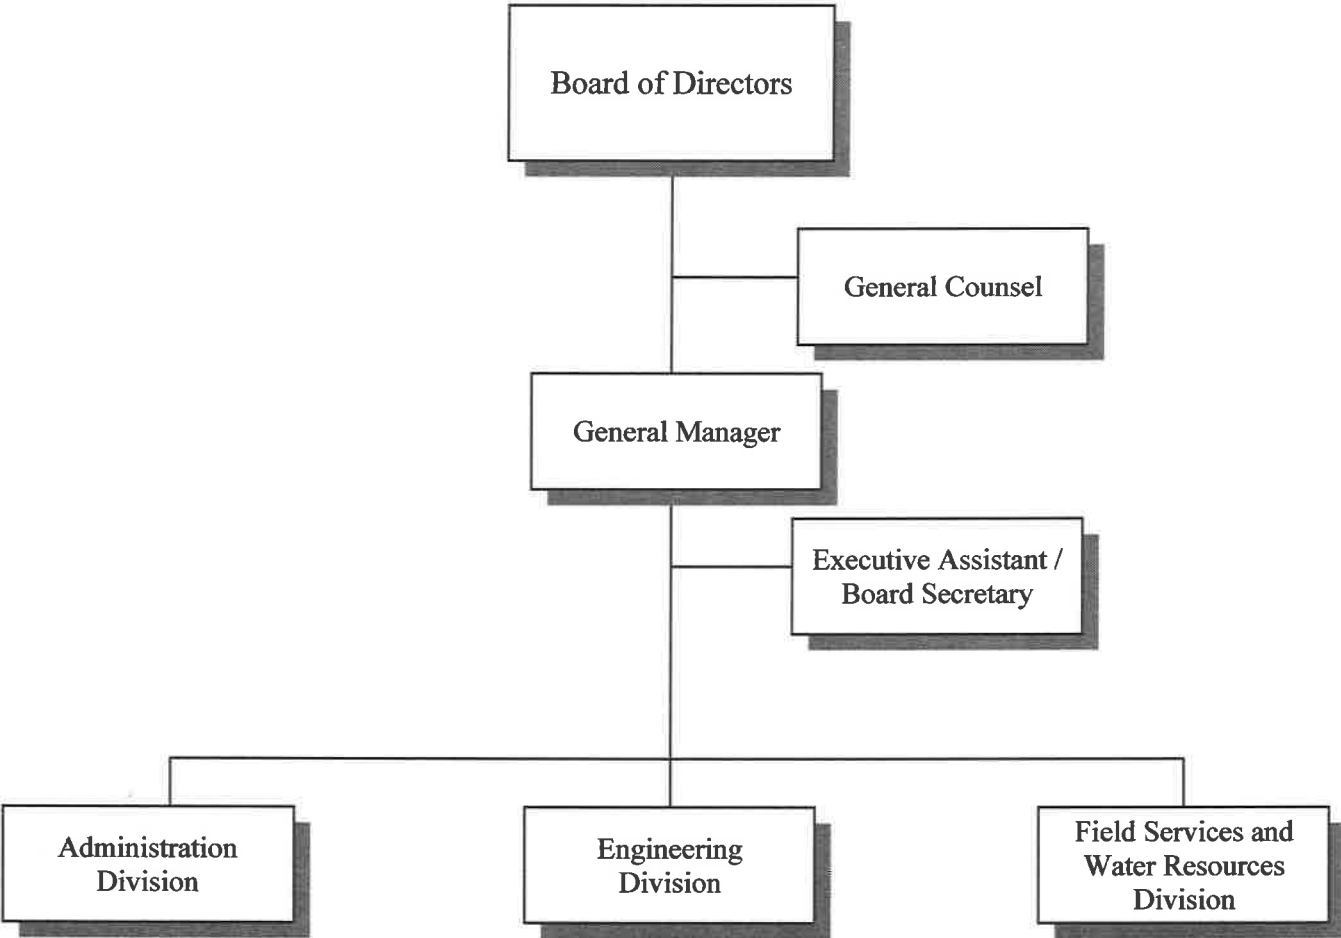 Board of Directors
General Counsel
General Manager
Executive Assistant /
Board Secretary
Administration
Division
Engineering
Division
Field Services and
Water Resources
Division